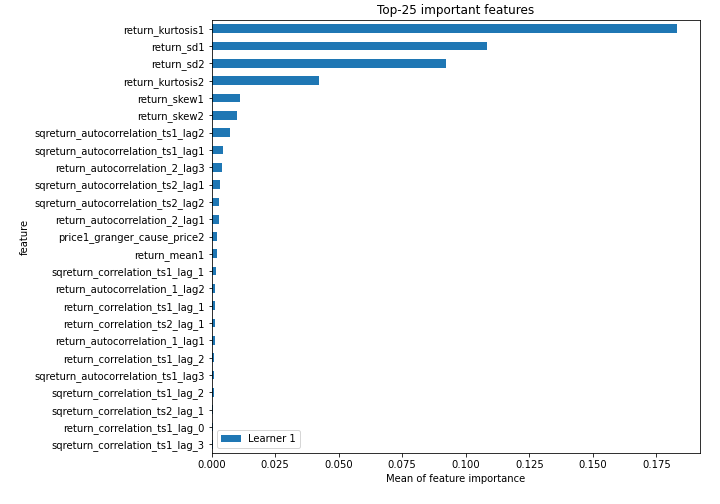 Top-25 important features
return_kurtosis1
return_sd1
return_sd2
return_kurtosis2
return_skew1
return_skew2
sqreturn_autocorrelation_ts1_lag2
sqreturn_autocorrelation_ts1_lag1
return_autocorrelation_2_lag3
sqreturn_autocorrelation_ts2_lag1
sqreturn_autocorrelation_ts2_lag2
return_autocorrelation_2_lag1
price1_granger_cause_price2
return_mean1
sqreturn_correlation_ts1_lag_1
return_autocorrelation_1_lag2
return_correlation_ts1_lag_1
return_correlation_ts2_lag_1
return_autocorrelation_1_lag1
return_correlation_ts1_lag_2
sqreturn_autocorrelation_ts1_lag3
sqreturn_correlation_ts1_lag_2
sqreturn_correlation_ts2_lag_1
return_correlation_ts1_lag_0
sqreturn_correlation_ts1_lag_3
feature
Learner 1
0.000 0.025 0.050 0.075 0.100 0.125 0.150 0.175
Mean of feature importance